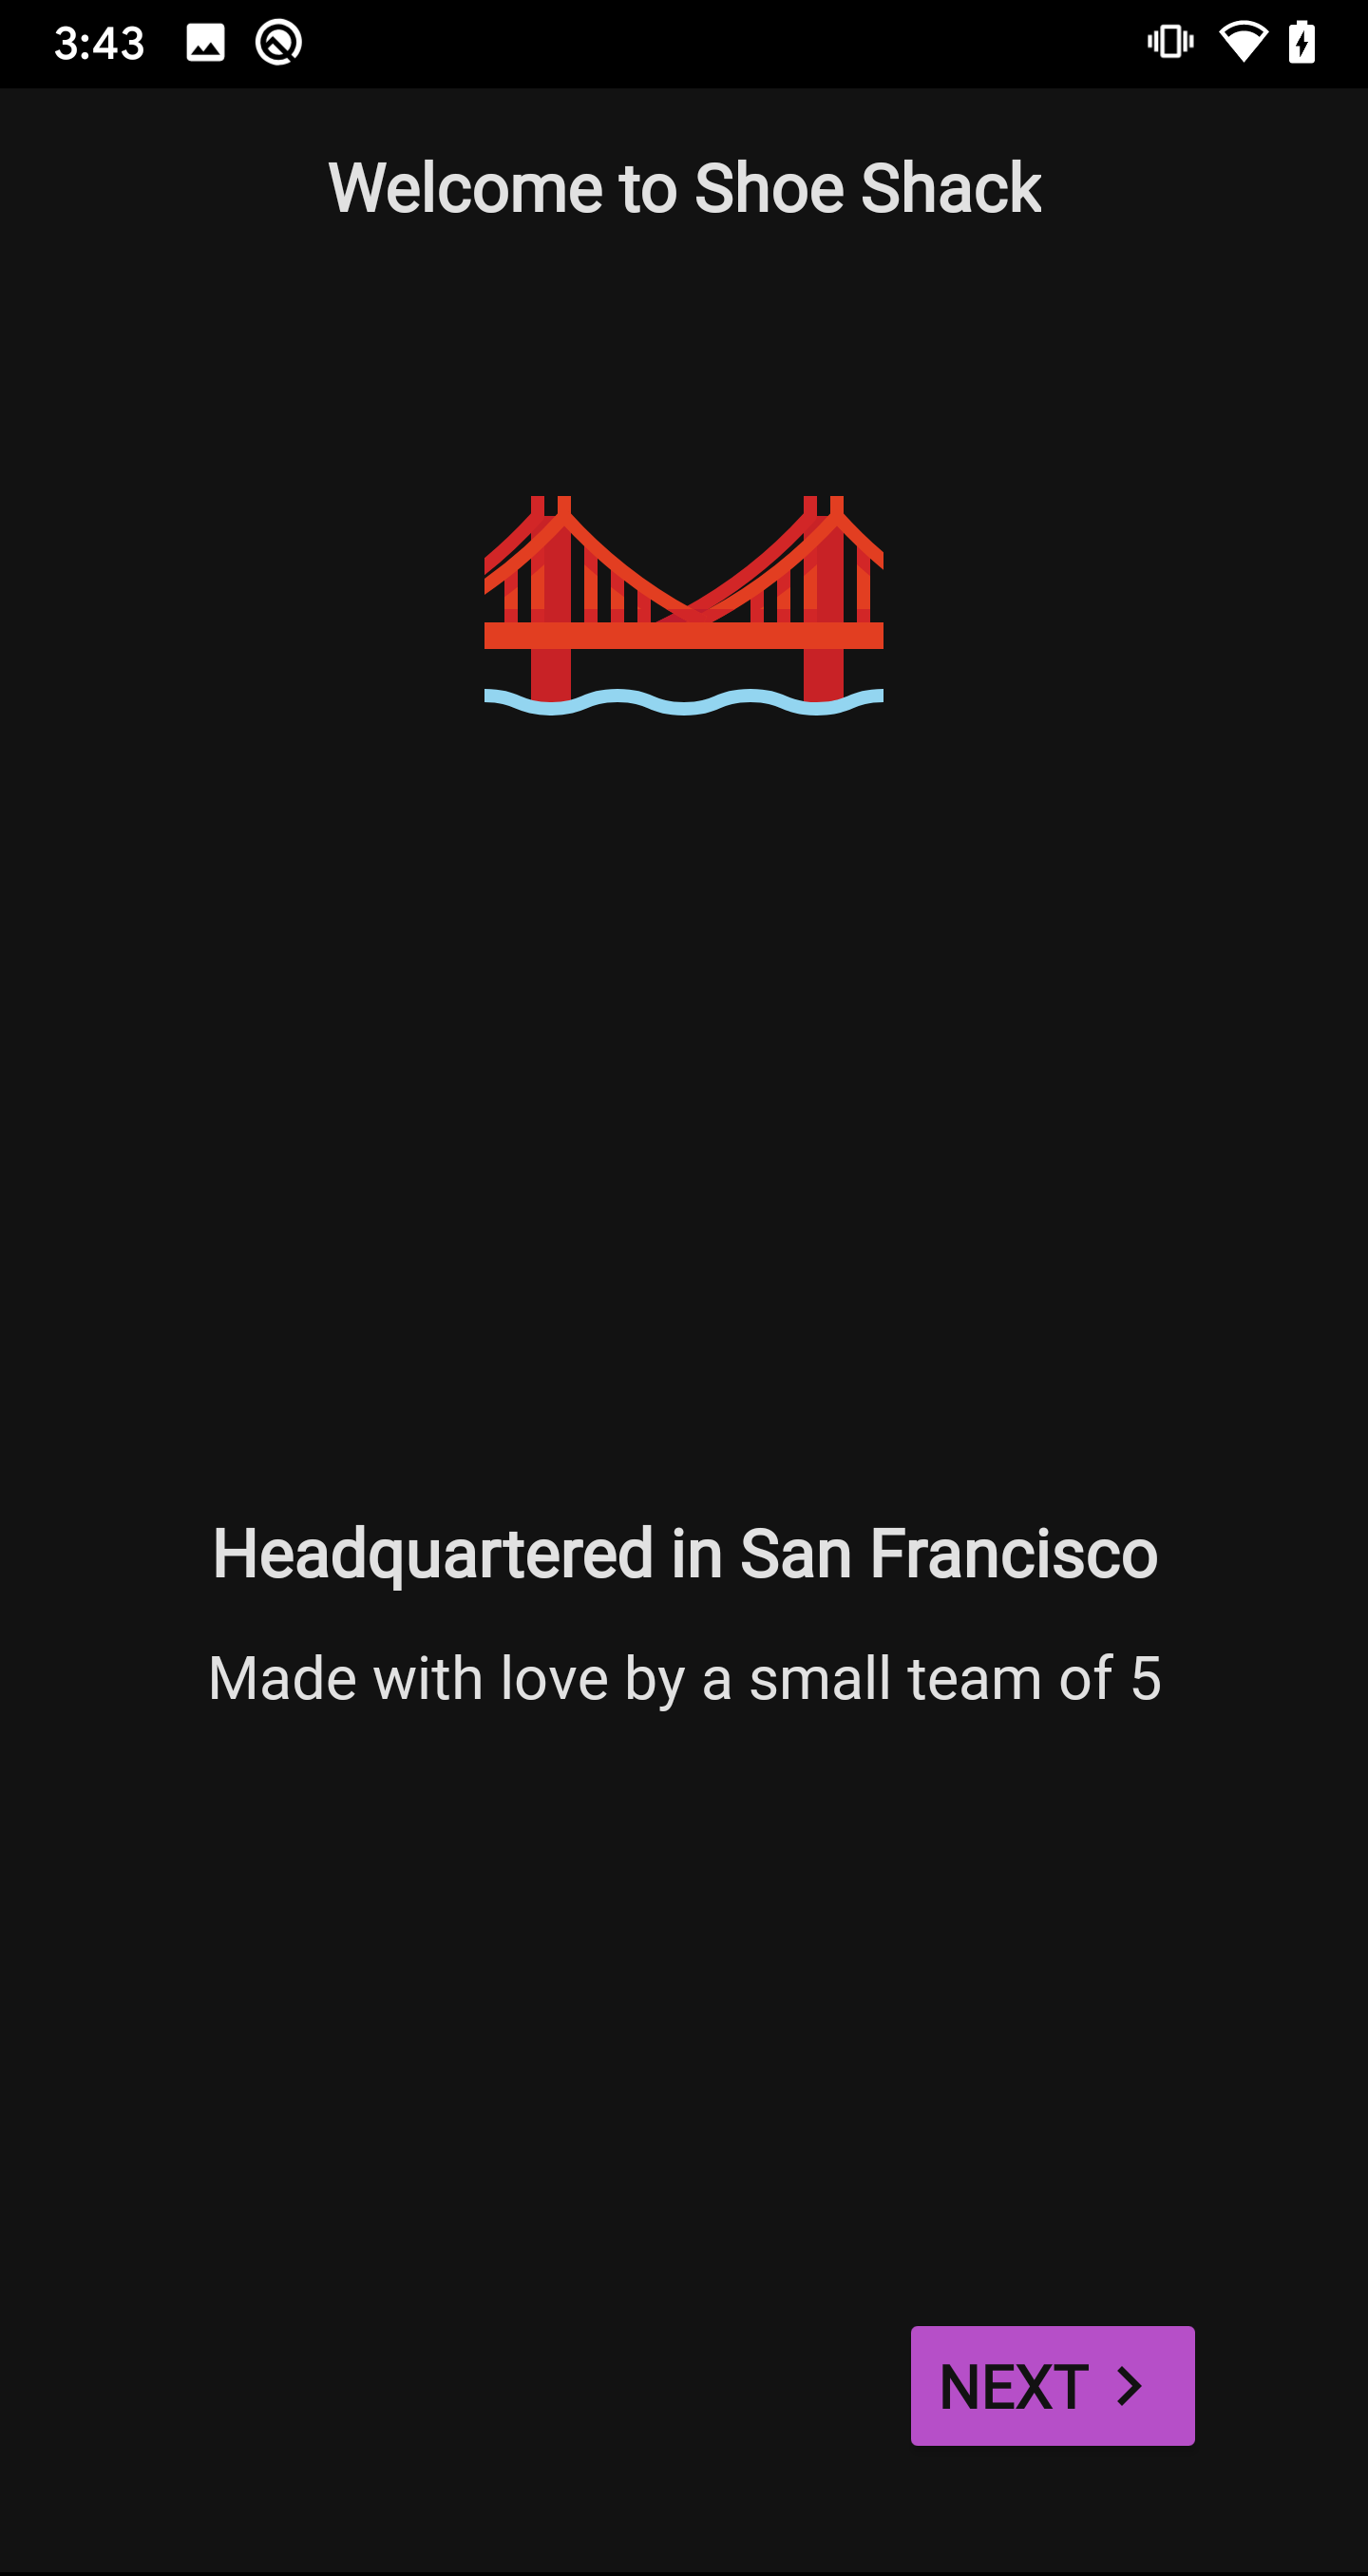 3:43
Welcome to Shoe Shack
Headquartered in San Francisco
Made with love by a small team of 5
NEXT